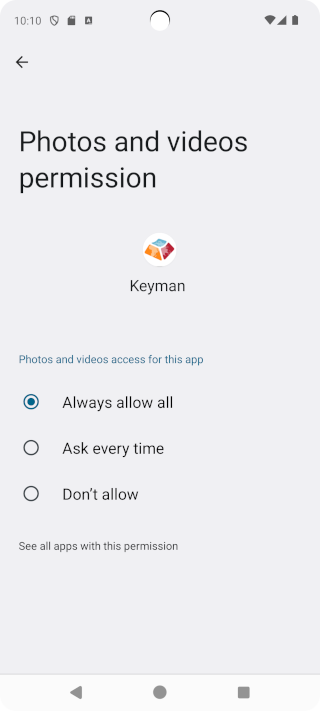 10:10
Photos and videos
permission
Keyman
Photos and videos access for this app
Always allow all
Ask every time
Don’t allow
See all apps with this permission